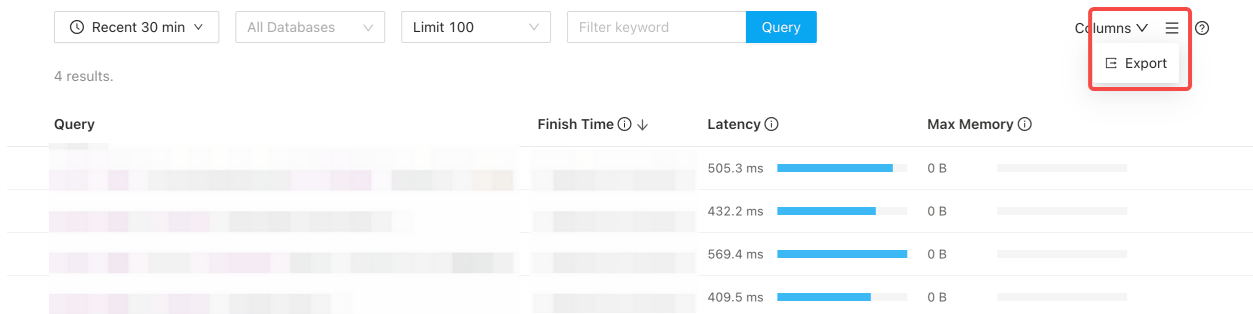 Recent 30 min All Databases Limit 100 Filter keyword Query Columns
Export
4 results.
Query Finish Time Latency Max Memory
505.3 ms 0 B
432.2 ms 0 B
569.4 ms 0 B
409.5 ms 0 B